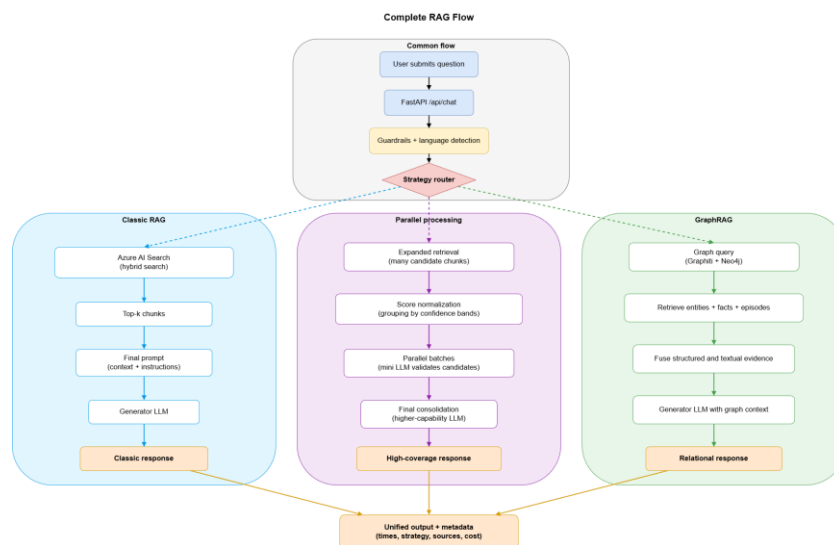 Complete RAG Flow
Common flow
User submits question
FastAPI /api/chat
Guardrails + language detection
Strategy router
Classic RAG
Azure AI Search
(hybrid search)
Top-k chunks
Final prompt
(context + instructions)
Generator LLM
Classic response
Parallel processing
Expanded retrieval
(many candidate chunks)
Score normalization
(grouping by confidence bands)
Parallel batches
(mini LLM validates candidates)
Final consolidation
(higher-capability LLM)
High-coverage response
GraphRAG
Graph query
(Graphiti + Neo4j)
Retrieve entities + facts + episodes
Fuse structured and textual evidence
Generator LLM with graph context
Relational response
Unified output + metadata
(times, strategy, sources, cost)